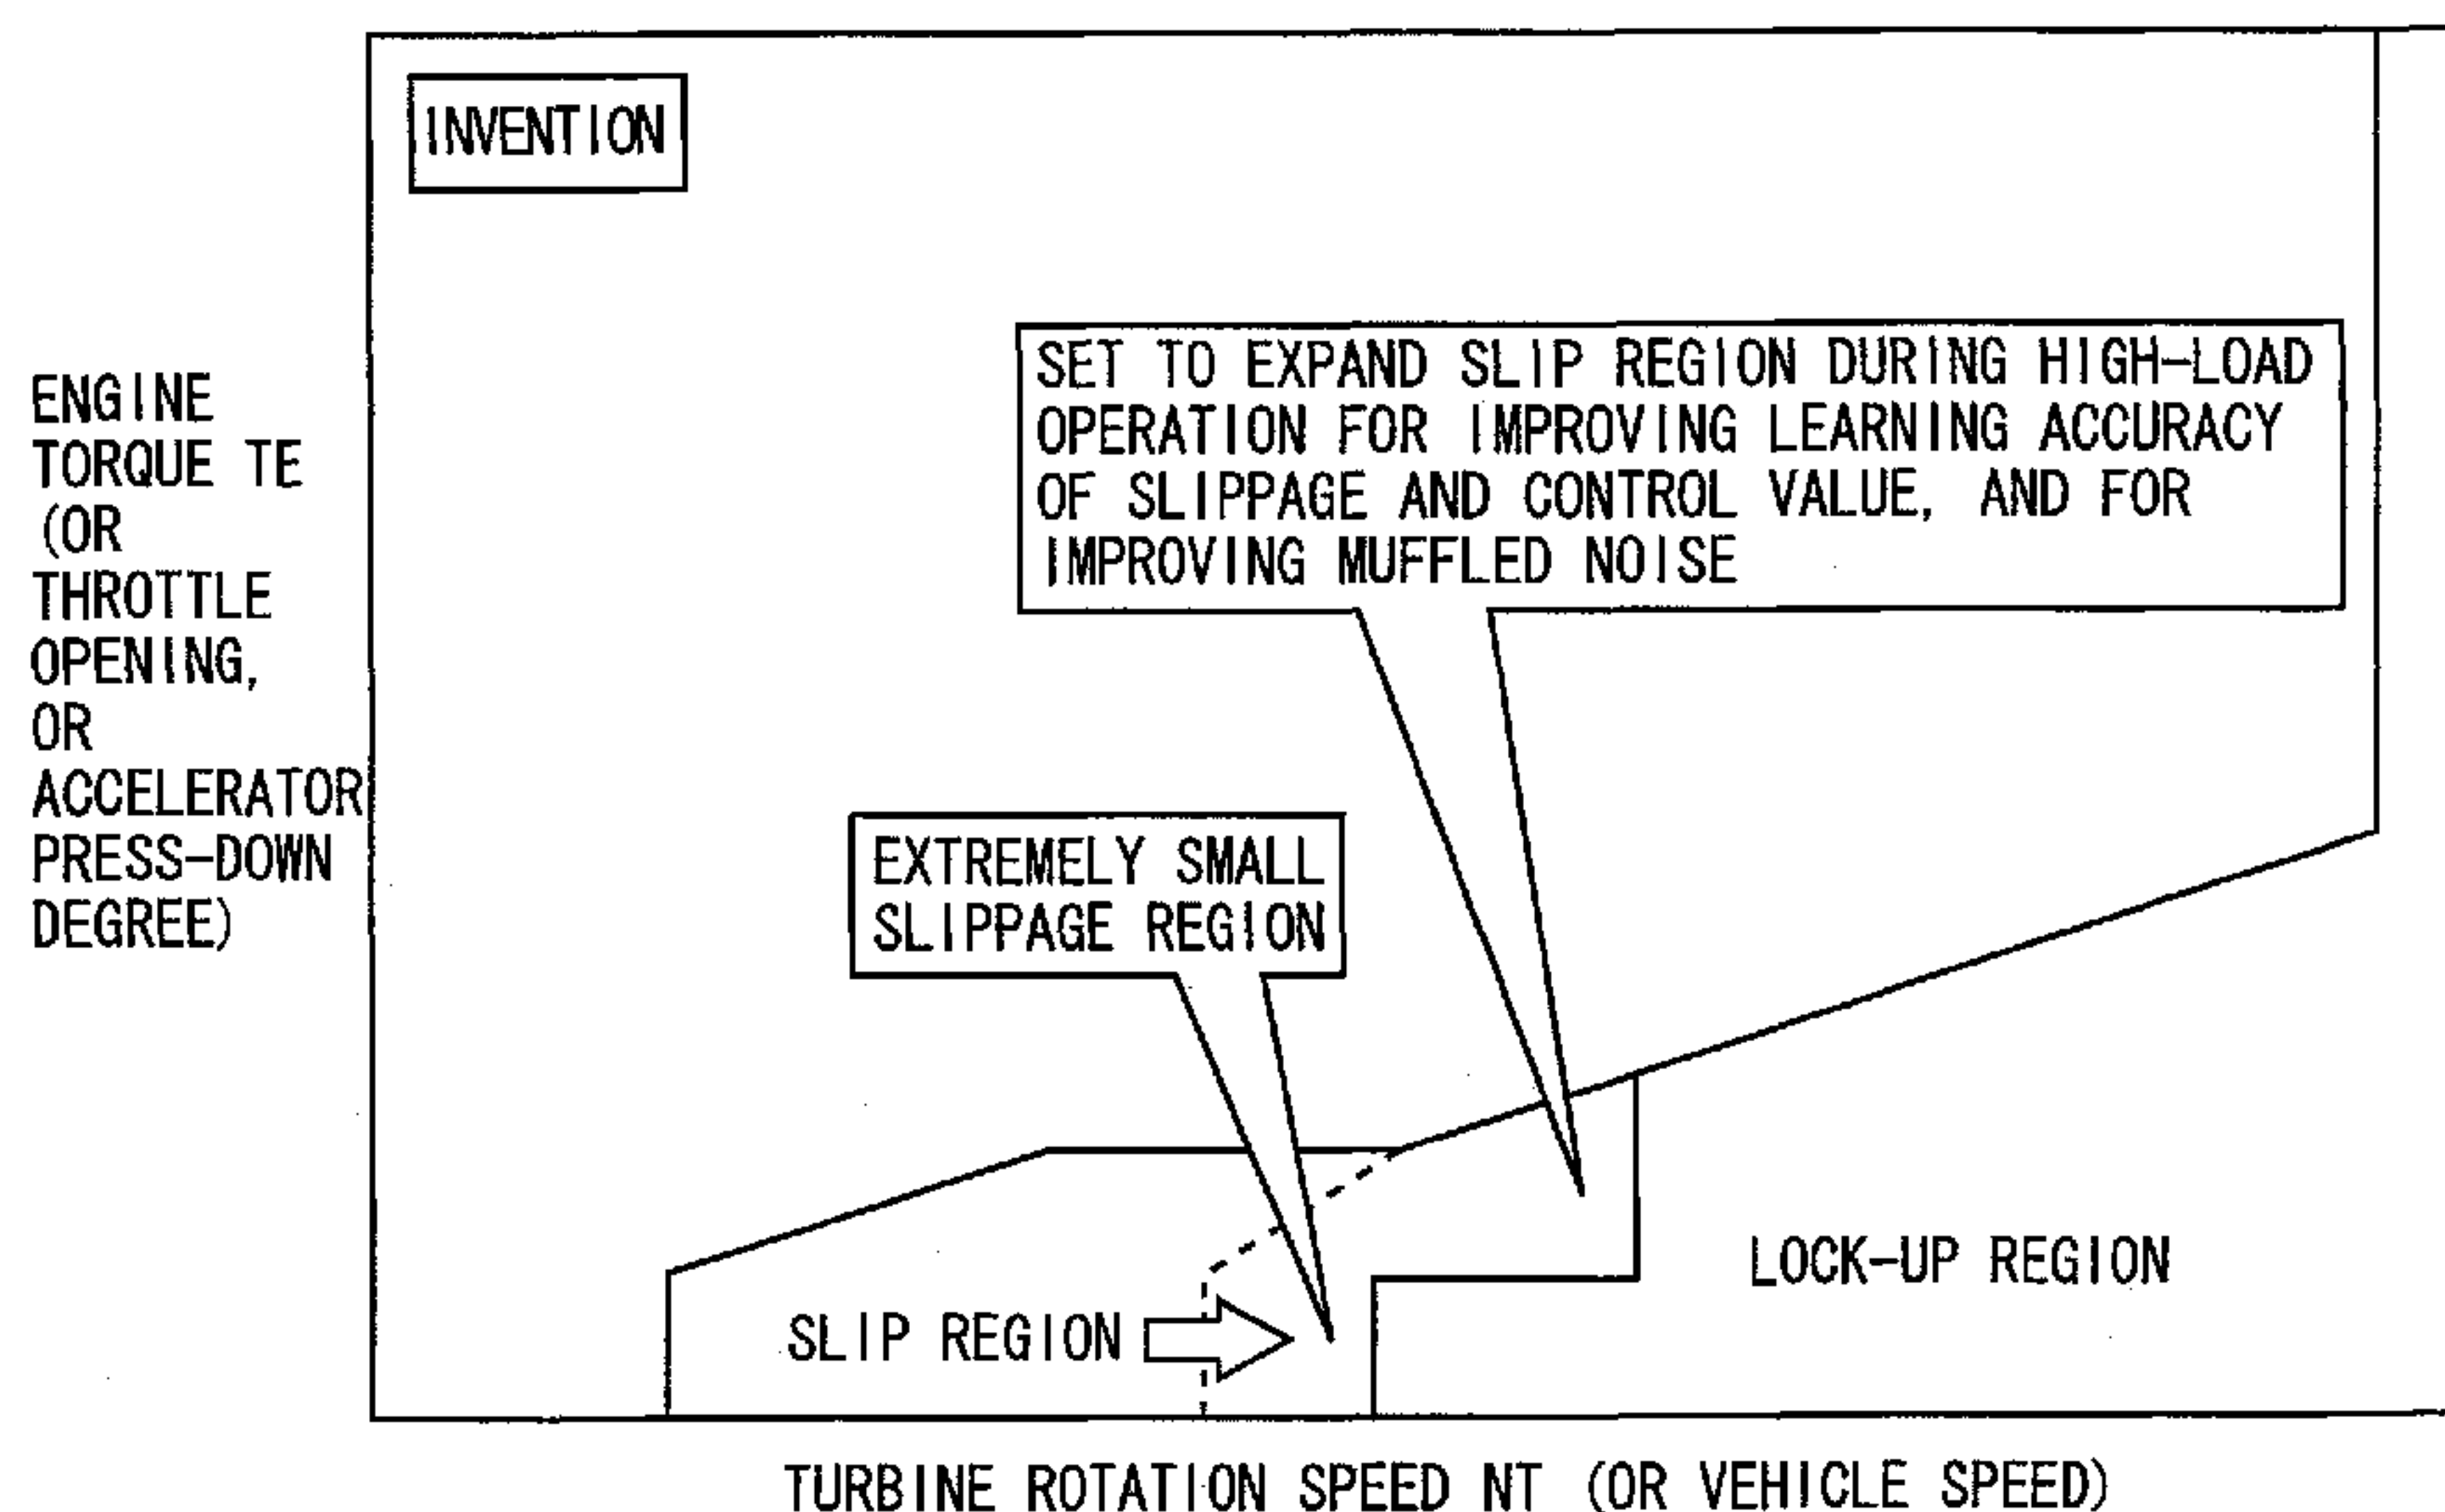 INVENTION
SET TO EXPAND SLIP REGION DURING HIGH-LOAD
OPERATION FOR IMPROVING LEARNING ACCURACY
OF SLIPPAGE AND CONTROL VALUE, AND FOR
IMPROVING MUFFLED NOISE
ENGINE
TORQUE TE
(OR
THROTTLE
OPENING,
OR
ACCELERATOR
PRESS-DOWN
DEGREE)
EXTREMELY SMALL
SLIPPAGE REGION
LOCK-UP REGION
SLIP REGION
TURBINE ROTATION SPEED NT (OR VEHICLE SPEED)